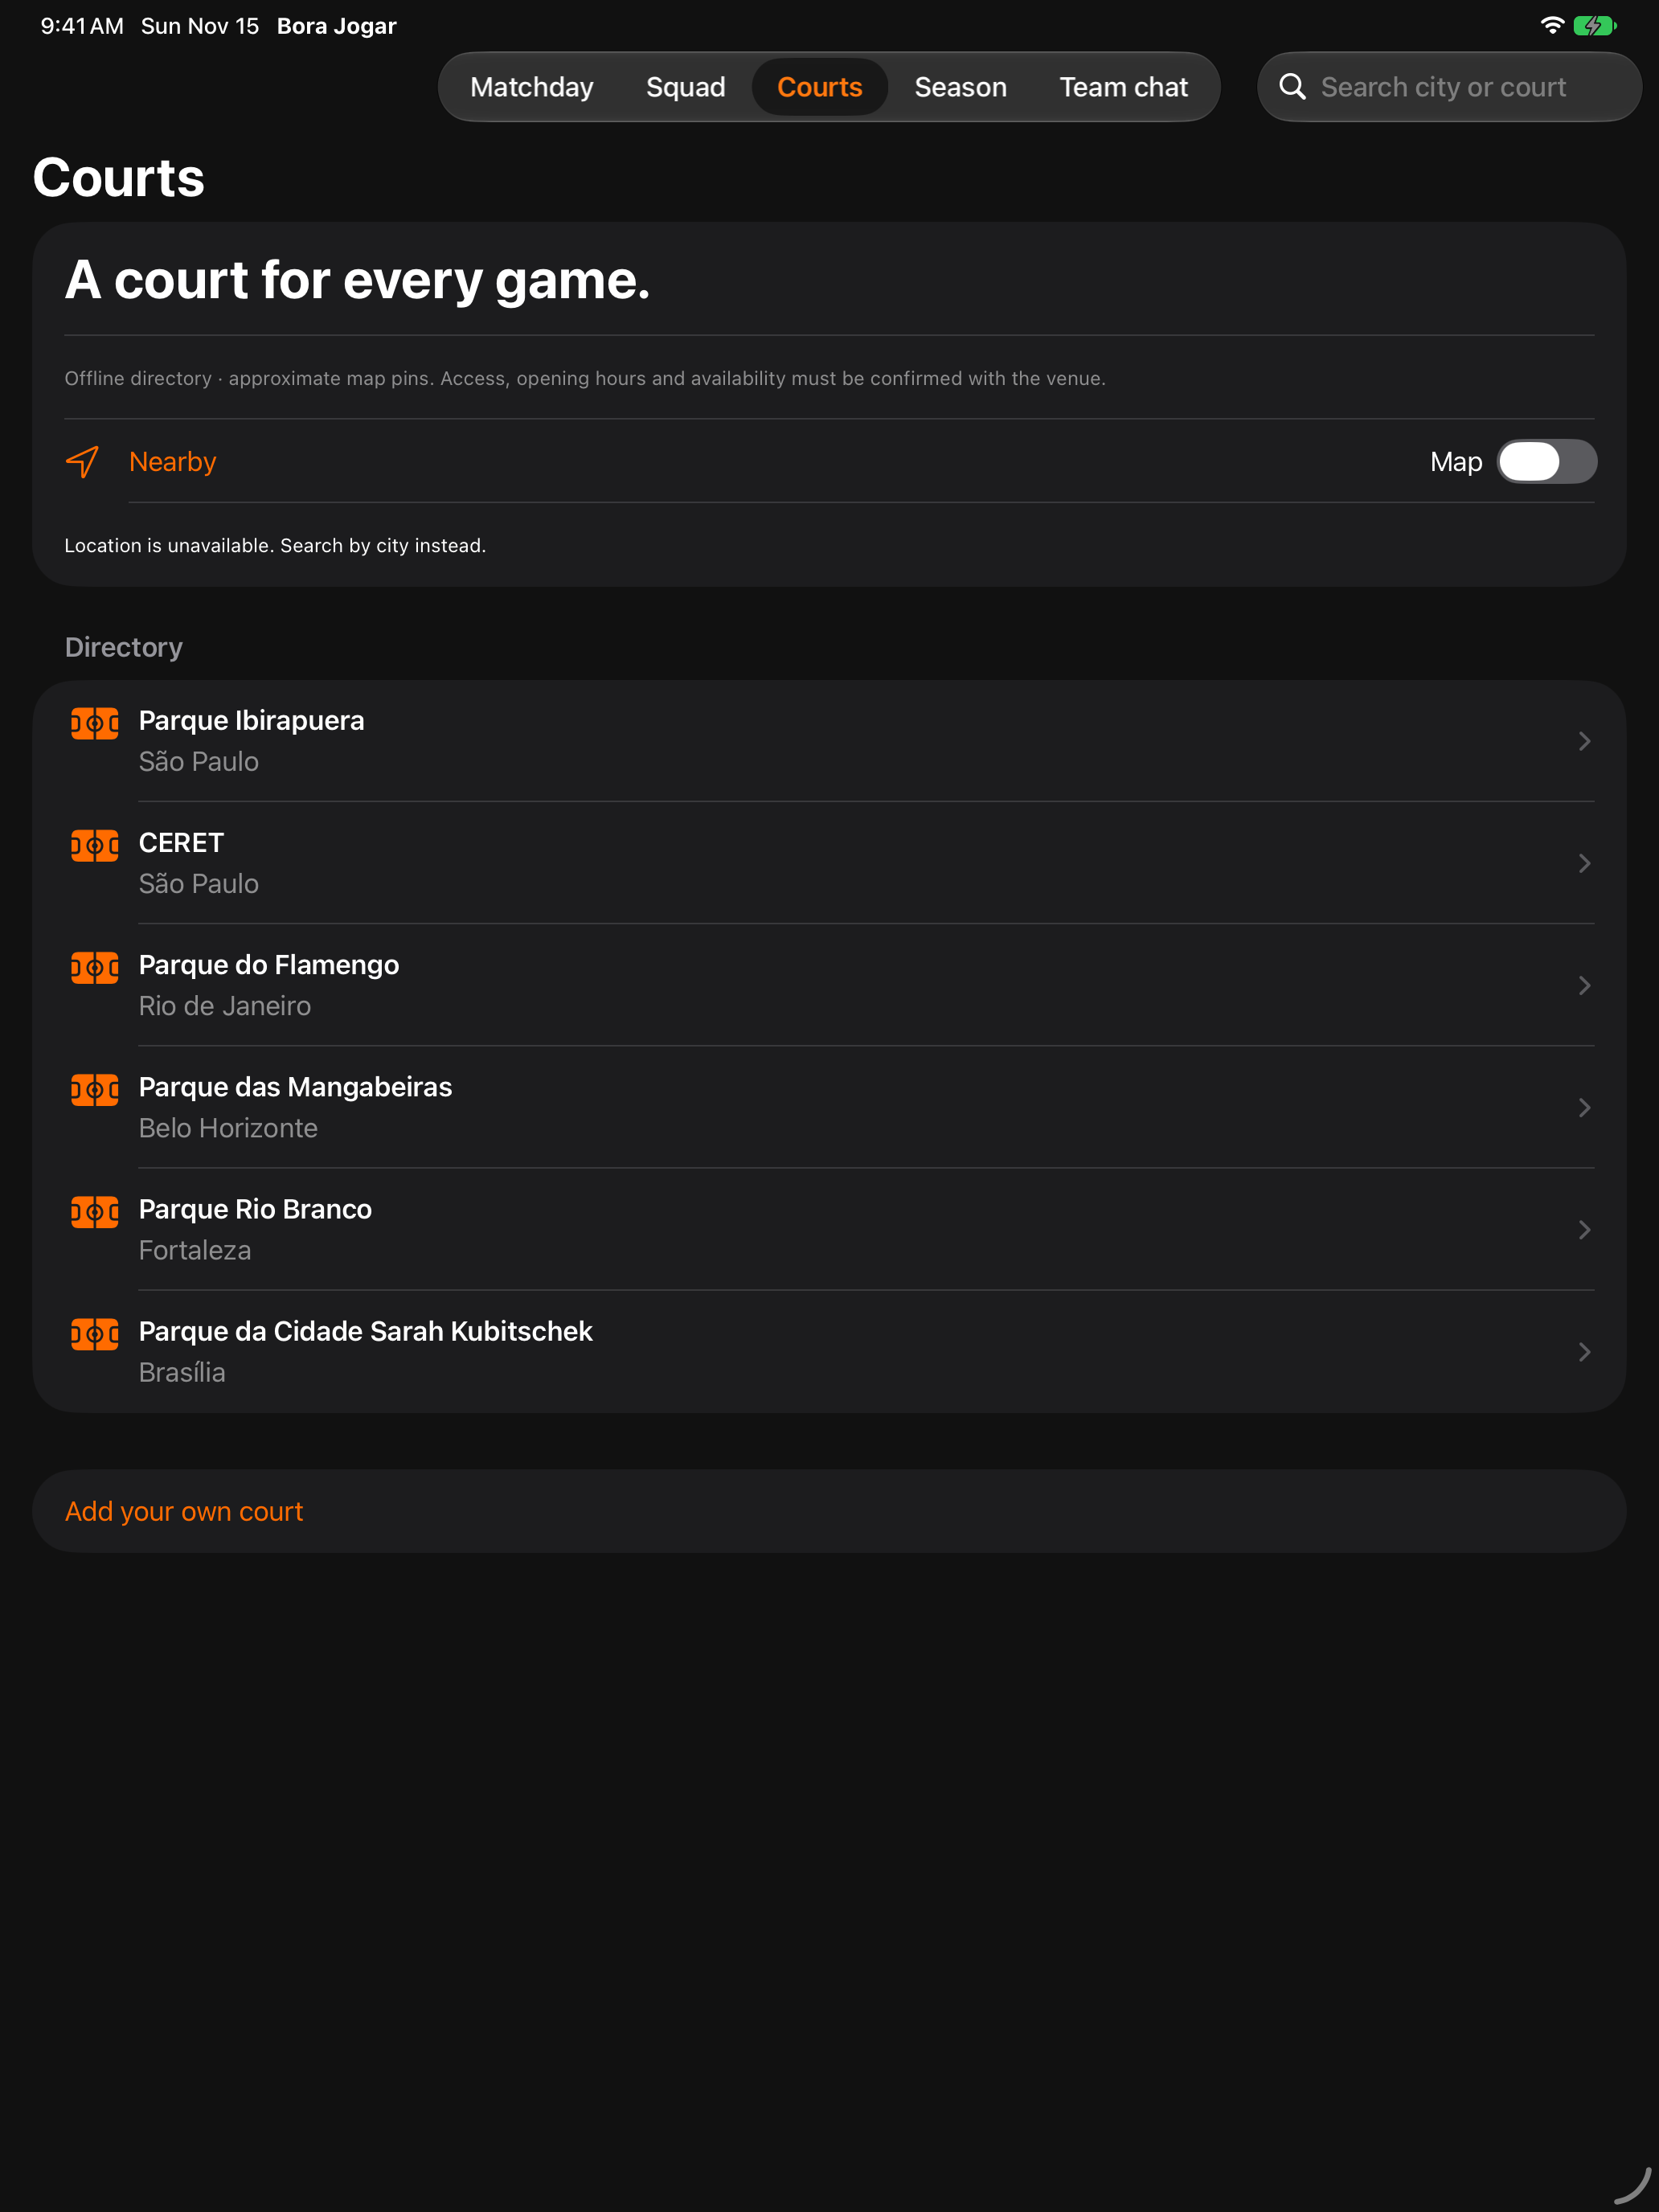 9:41 AM Sun Nov 15 Bora Jogar
Matchday Squad Courts Season Team chat
Search city or court
Courts
A court for every game.
Offline directory · approximate map pins. Access, opening hours and availability must be confirmed with the venue.
Nearby
Map
Location is unavailable. Search by city instead.
Directory
Parque Ibirapuera
São Paulo
CERET
São Paulo
Parque do Flamengo
Rio de Janeiro
Parque das Mangabeiras
Belo Horizonte
Parque Rio Branco
Fortaleza
Parque da Cidade Sarah Kubitschek
Brasília
Add your own court